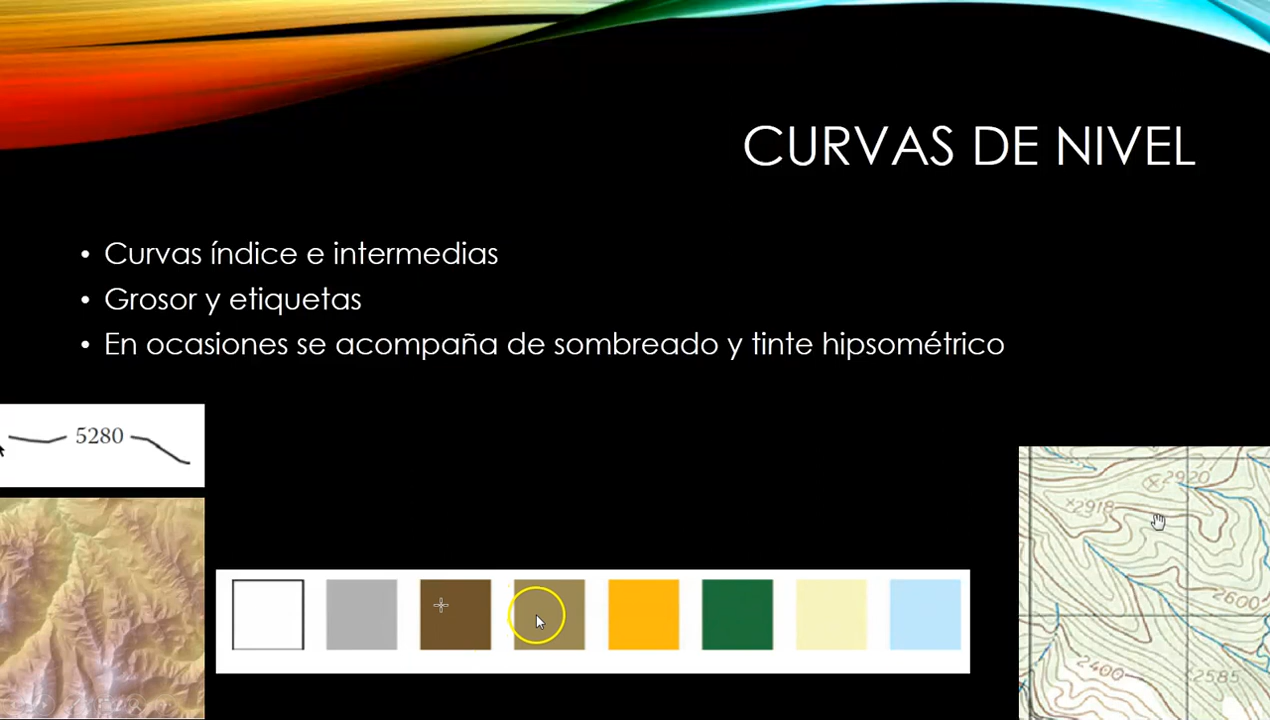 CURVAS DE NIVEL
• Curvas índice e intermedias
• Grosor y etiquetas
• En ocasiones se acompaña de sombreado y tinte hipsométrico
5280
2920
2918
2600
2400
2585